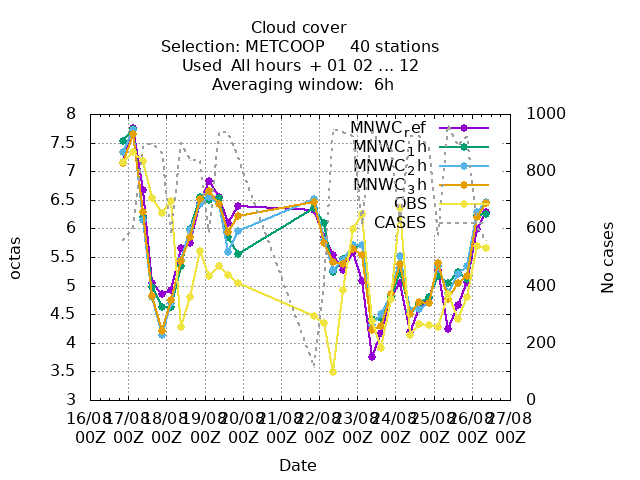 Cloud cover
Selection: METCOOP 40 stations
Used All hours + 01 02 ... 12
Averaging window: 6h
octas
8
7.5
7
6.5
6
5.5
5
4.5
4
3.5
3
1000
800
600
400
200
0
No cases
MNWC_ref
MNWC_1h
MNWC_2h
MNWC_3h
OBS
CASES
16/08 17/08 18/08 19/08 20/08 21/08 22/08 23/08 24/08 25/08 26/08 27/08
00Z 00Z 00Z 00Z 00Z 00Z 00Z 00Z 00Z 00Z 00Z 00Z
Date